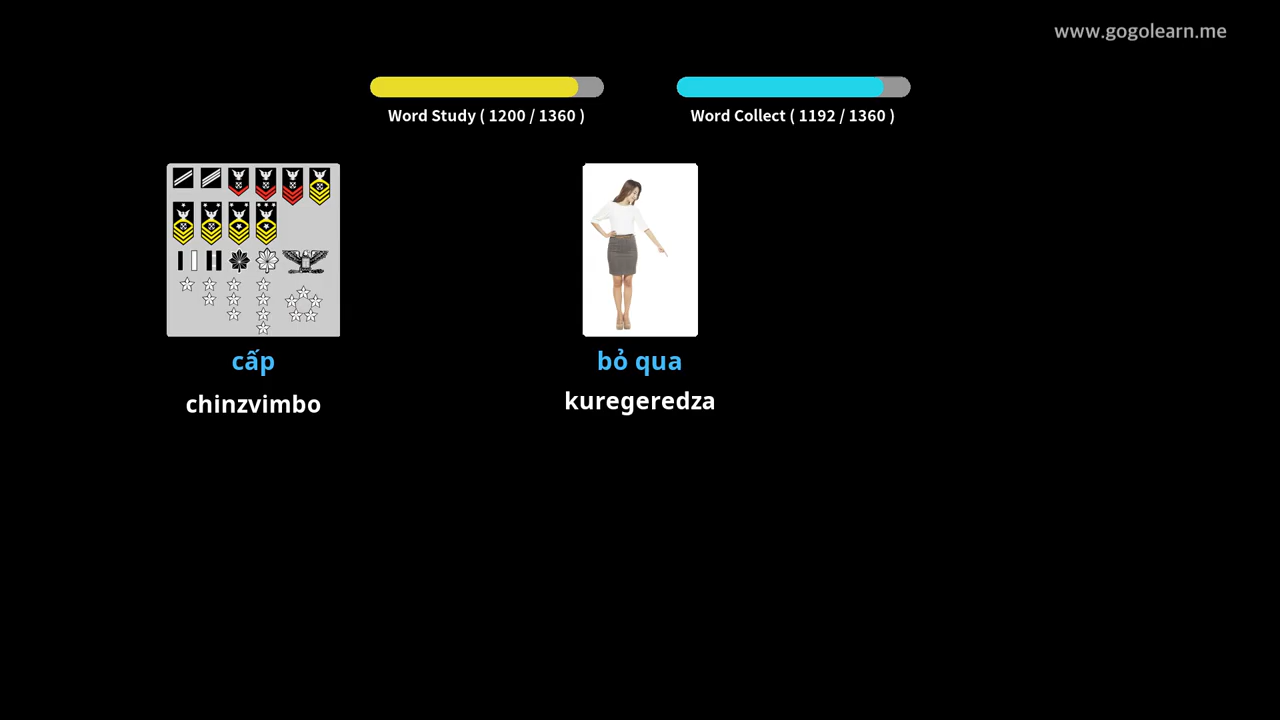 www.gogolearn.me
Word Study ( 1200 / 1360 )
Word Collect ( 1192 / 1360 )
cấp
chinzvimbo
bỏ qua
kuregeredza